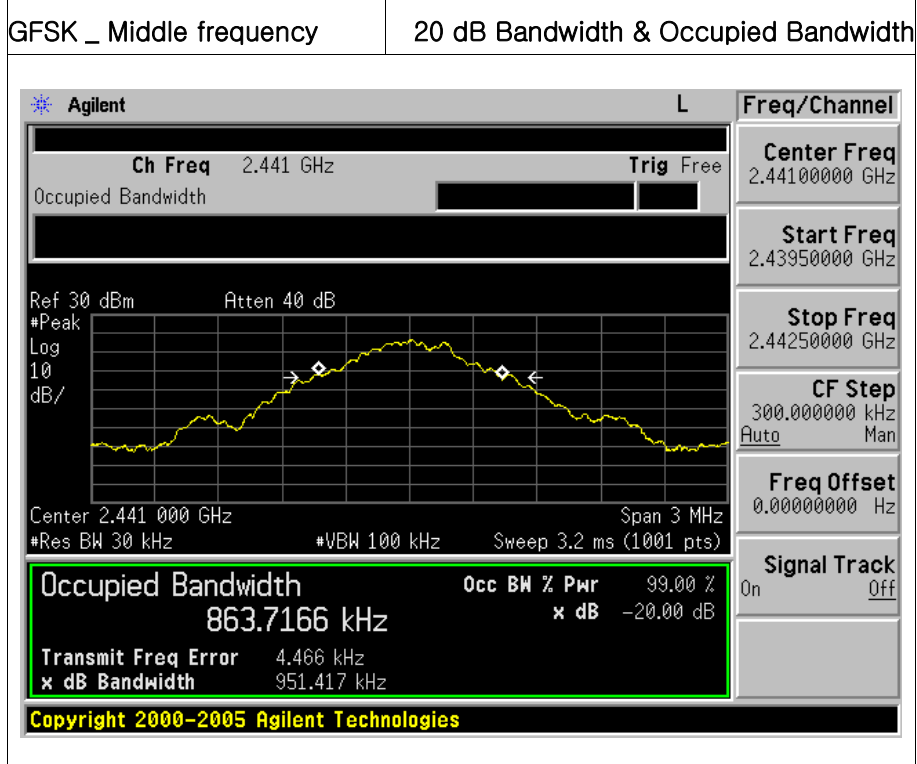 GFSK _ Middle frequency
20 dB Bandwidth & Occupied Bandwidth
Agilent
L
Freq/Channel
Ch Freq 2.441 GHz
Trig Free
Occupied Bandwidth
Center Freq
2.44100000 GHz
Start Freq
2.43950000 GHz
Stop Freq
2.44250000 GHz
CF Step
300.000000 kHz
Auto Man
Freq Offset
0.00000000 Hz
Signal Track
On Off
Ref 30 dBm Atten 40 dB
#Peak
Log
10
dB/
Center 2.441 000 GHz Span 3 MHz
#Res BW 30 kHz #VBW 100 kHz Sweep 3.2 ms (1001 pts)
Occupied Bandwidth
863.7166 kHz
Occ BW % Pwr 99.00 %
x dB -20.00 dB
Transmit Freq Error 4.466 kHz
x dB Bandwidth 951.417 kHz
Copyright 2000-2005 Agilent Technologies